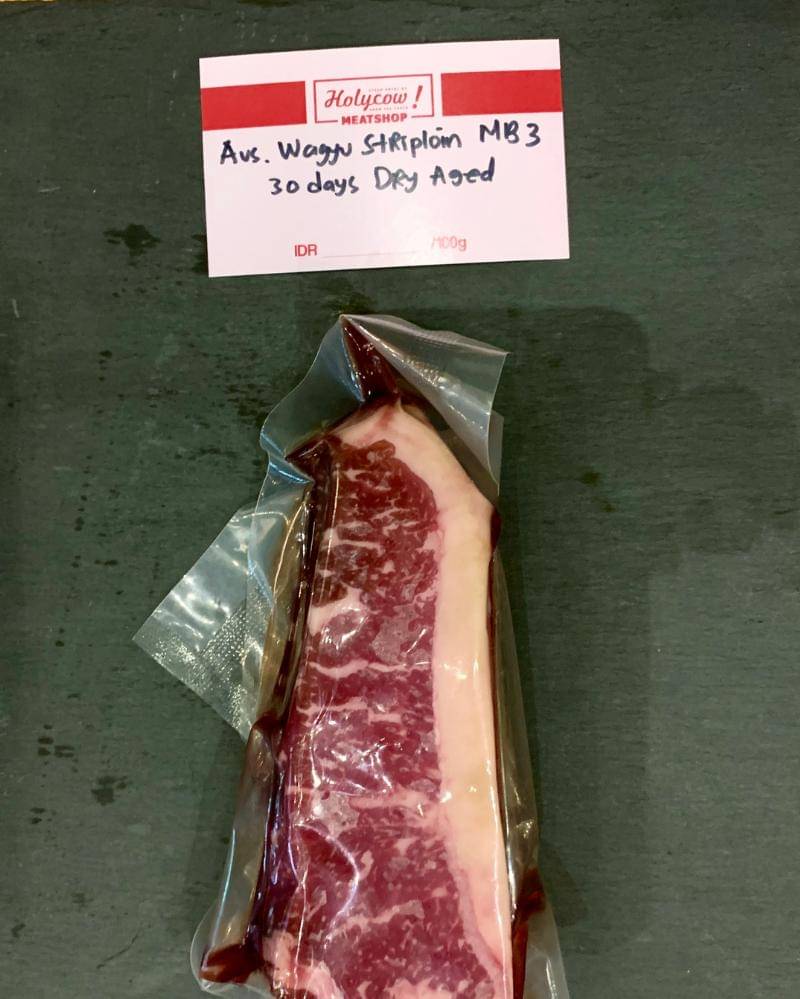 Holycow!
MEATSHOP
Aus. Wagyu StRiploin MB3
30 days DRy Aged
IDR /100g